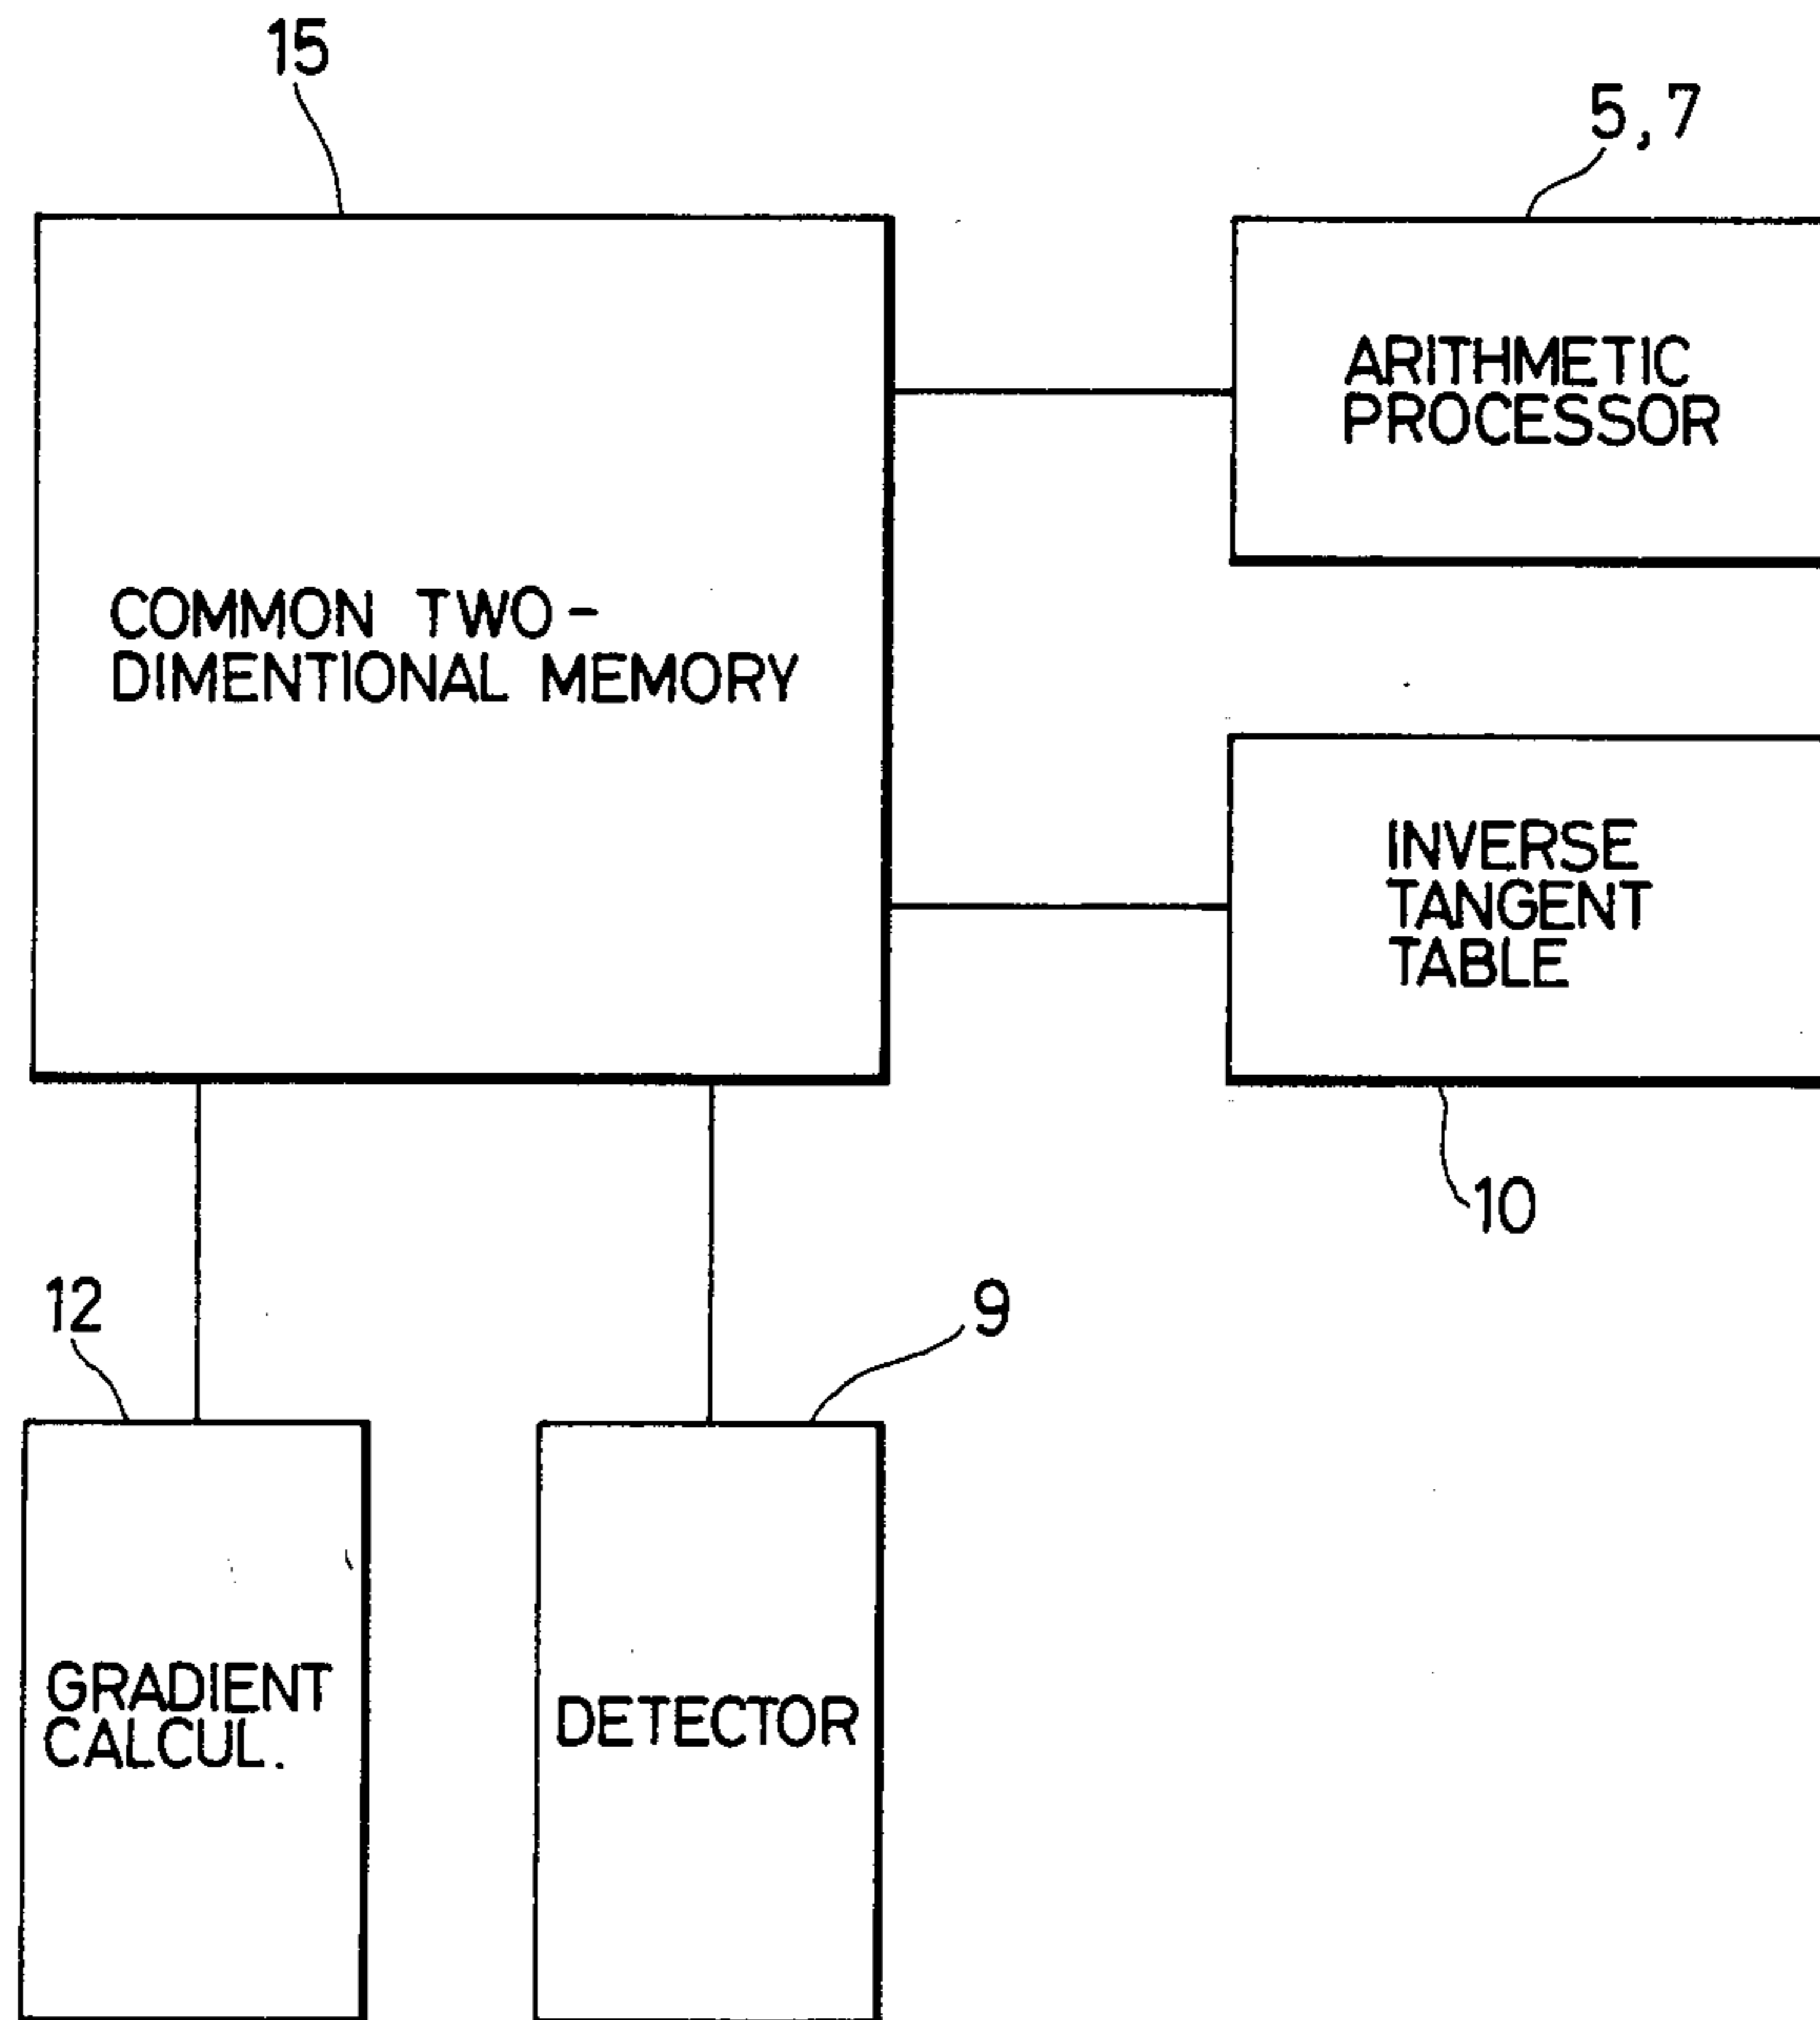 15
5,7
ARITHMETIC
PROCESSOR
COMMON TWO-
DIMENTIONAL MEMORY
INVERSE
TANGENT
TABLE
10
12
9
GRADIENT
CALCUL.
DETECTOR